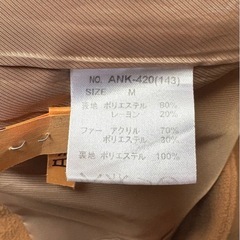 NO. ANK-420(143)
SIZE M
表地 ポリエステル 80%
レーヨン 20%
ファー アクリル 70%
ポリエステル 30%
裏地 ポリエステル 100%